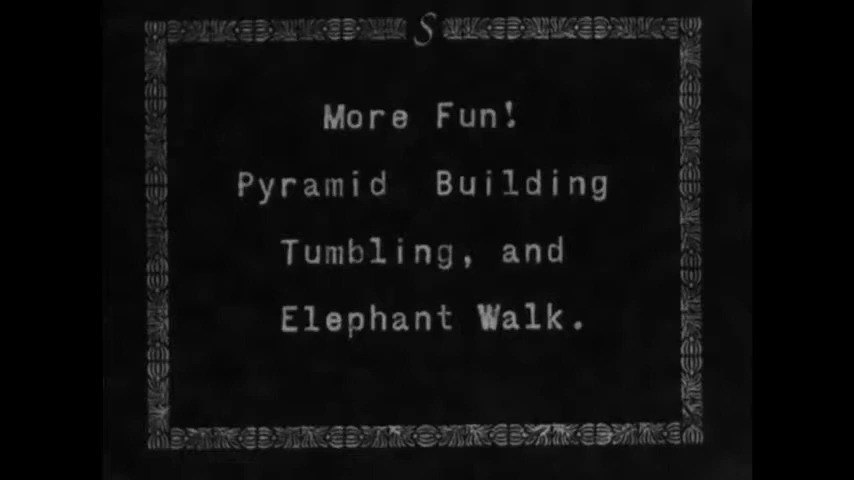 S
More Fun!
Pyramid Building
Tumbling, and
Elephant Walk.